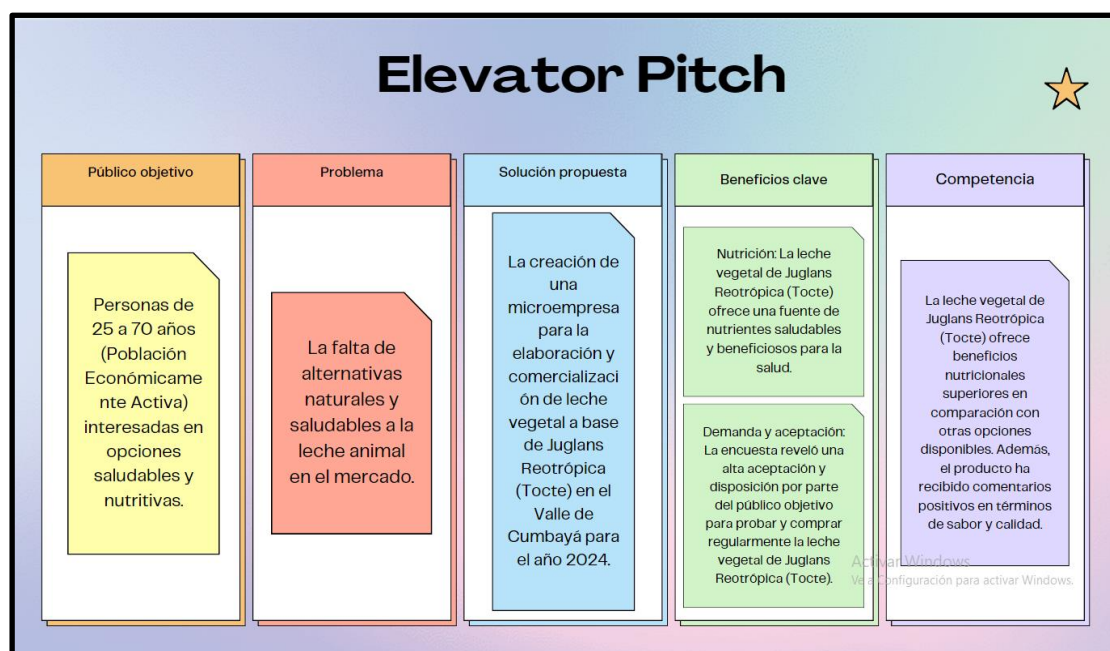 Elevator Pitch
Público objetivo
Personas de
25 a 70 años
(Población
Económicame
nte Activa)
interesadas en
opciones
saludables y
nutritivas.
Problema
La falta de
alternativas
naturales y
saludables a la
leche animal
en el mercado.
Solución propuesta
La creación de
una
microempresa
para la
elaboración y
comercializaci
ón de leche
vegetal a base
de Juglans
Reotrópica
(Tocte) en el
Valle de
Cumbayá para
el año 2024.
Beneficios clave
Nutrición: La leche
vegetal de Juglans
Reotrópica (Tocte)
ofrece una fuente de
nutrientes saludables
y beneficiosos para la
salud.
Demanda y aceptación:
La encuesta reveló una
alta aceptación y
disposición por parte
del público objetivo
para probar y comprar
regularmente la leche
vegetal de Juglans
Reotrópica (Tocte).
Competencia
La leche vegetal de
Juglans Reotrópica
(Tocte) ofrece
beneficios
nutricionales
superiores en
comparación con
otras opciones
disponibles. Además,
el producto ha
recibido comentarios
positivos en términos
de sabor y calidad.
Activar Windows
Ve a Configuración para activar Windows.